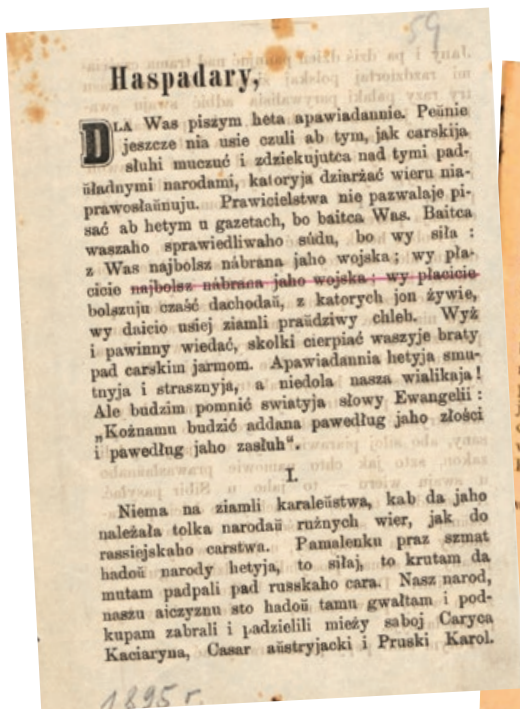 59
Haspadary,
DLA Was piszym heta apawiadannie. Peŭnie
jeszcze nia usie czuli ab tym, jak carskija
słuhi muczuć i zdziekujutca nad tymi pad-
ŭładnymi narodami, katoryja dziarżać wieru nia-
prawosłaŭnuju. Prawicielstwa nie pazwalaje pi-
sać ab hetym u gazetach, bo baitca Was. Baitca
waszaho sprawiedliwaho súdu, bo wy siła :
z Was najbolsz nábrana jaho wojska; wy pła-
cicie najbolsz nábrana jaho wojska; wy płacicie
bolszuju czaść dachodaŭ, z katorych jon żywie,
wy daicio usiej ziamli praŭdziwy chleb. Wyż
i pawinny wiedać, skolki cierpiać waszyje braty
pad carskim jarmom. Apawiadannia hetyja smu-
tnyja i strasznyja, a niedola nasza wialikaja!
Ale budzim pomnić swiatyja słowy Ewangelii :
„Kożnamu budzić addana pawedług jaho złości
i pawedług jaho zasłuh“.
I.
Niema na ziamli karaleŭstwa, kab da jaho
należała tolka narodaŭ rużnych wier, jak do
rassiejskaho carstwa. Pamalenku praz szmat
hadoŭ narody hetyja, to siłaj, to krutam da
mutam padpali pad russkaho cara. Nasz narod,
naszu aiczyznu sto hadoŭ tamu gwałtam i pod-
kupam zabrali i padzielili mieży saboj Caryca
Kaciaryna, Casar aŭstryjacki i Pruski Karol.
1895 r.